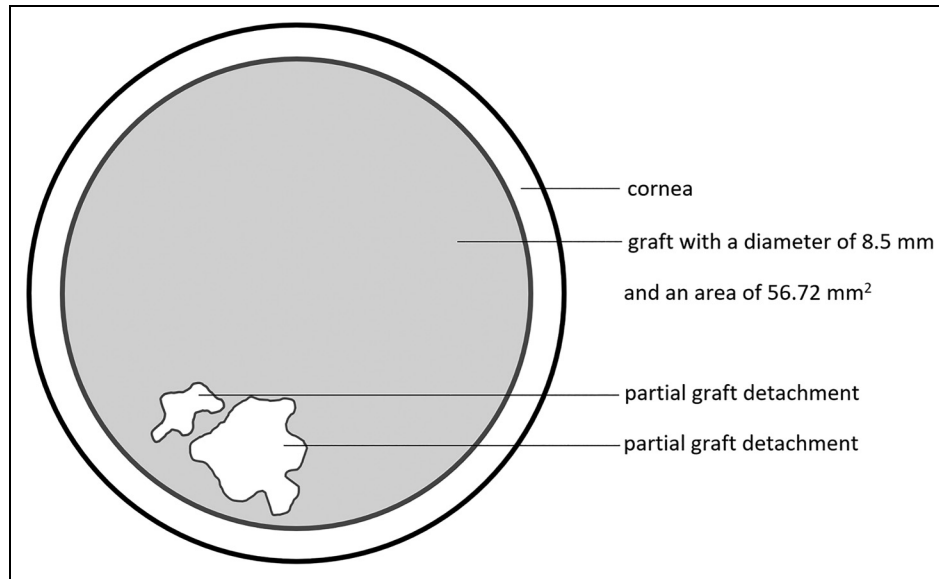 cornea
graft with a diameter of 8.5 mm
and an area of 56.72 mm²
partial graft detachment
partial graft detachment